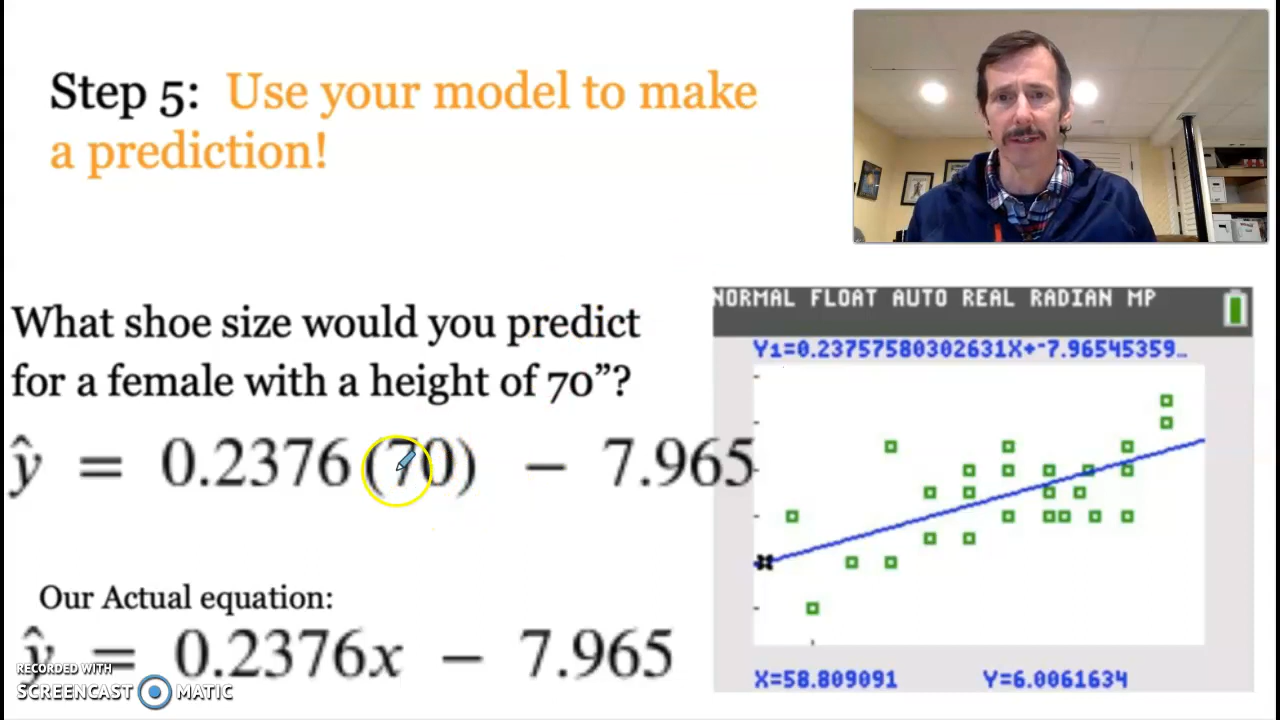 Step 5: Use your model to make
a prediction!
What shoe size would you predict
for a female with a height of 70”?
ŷ = 0.2376(70) − 7.965
Our Actual equation:
ŷ = 0.2376x − 7.965
RECORDED WITH
SCREENCAST MATIC
NORMAL FLOAT AUTO REAL RADIAN MP
Y1=0.23757580302631X+-7.96545359…
X=58.809091 Y=6.0061634